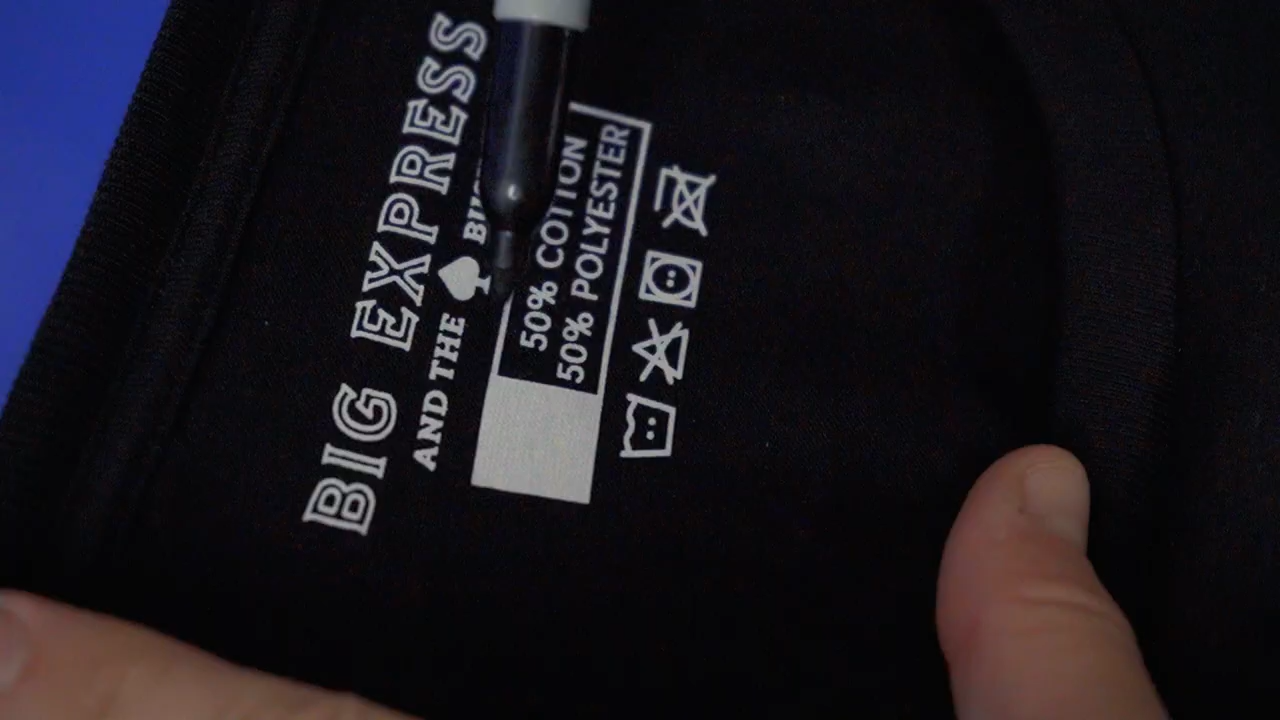 BIG EXPRESS
AND THE
50% COTTON
50% POLYESTER